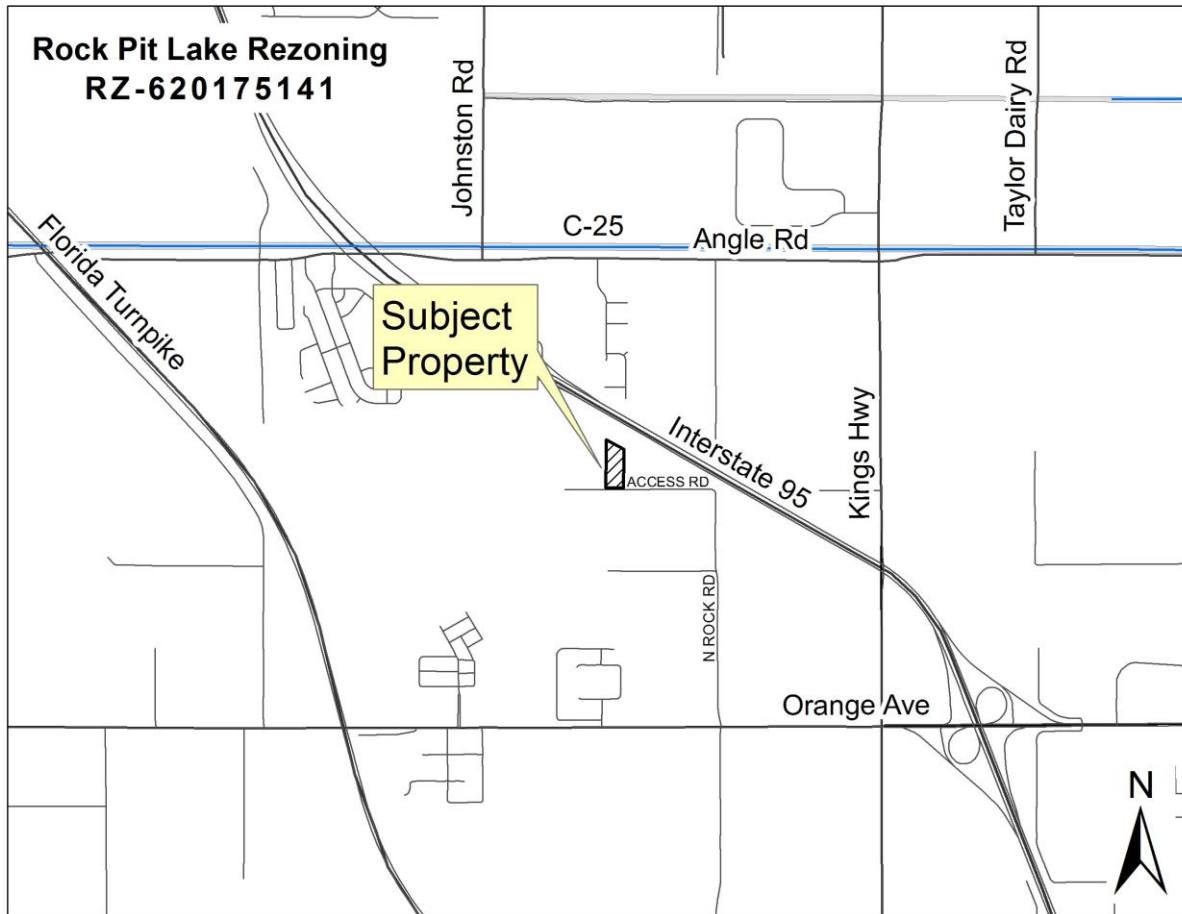 Rock Pit Lake Rezoning
RZ-620175141
Johnston Rd
Taylor Dairy Rd
C-25
Angle Rd
Florida Turnpike
Subject
Property
Interstate 95
Kings Hwy
ACCESS RD
N ROCK RD
Orange Ave
N